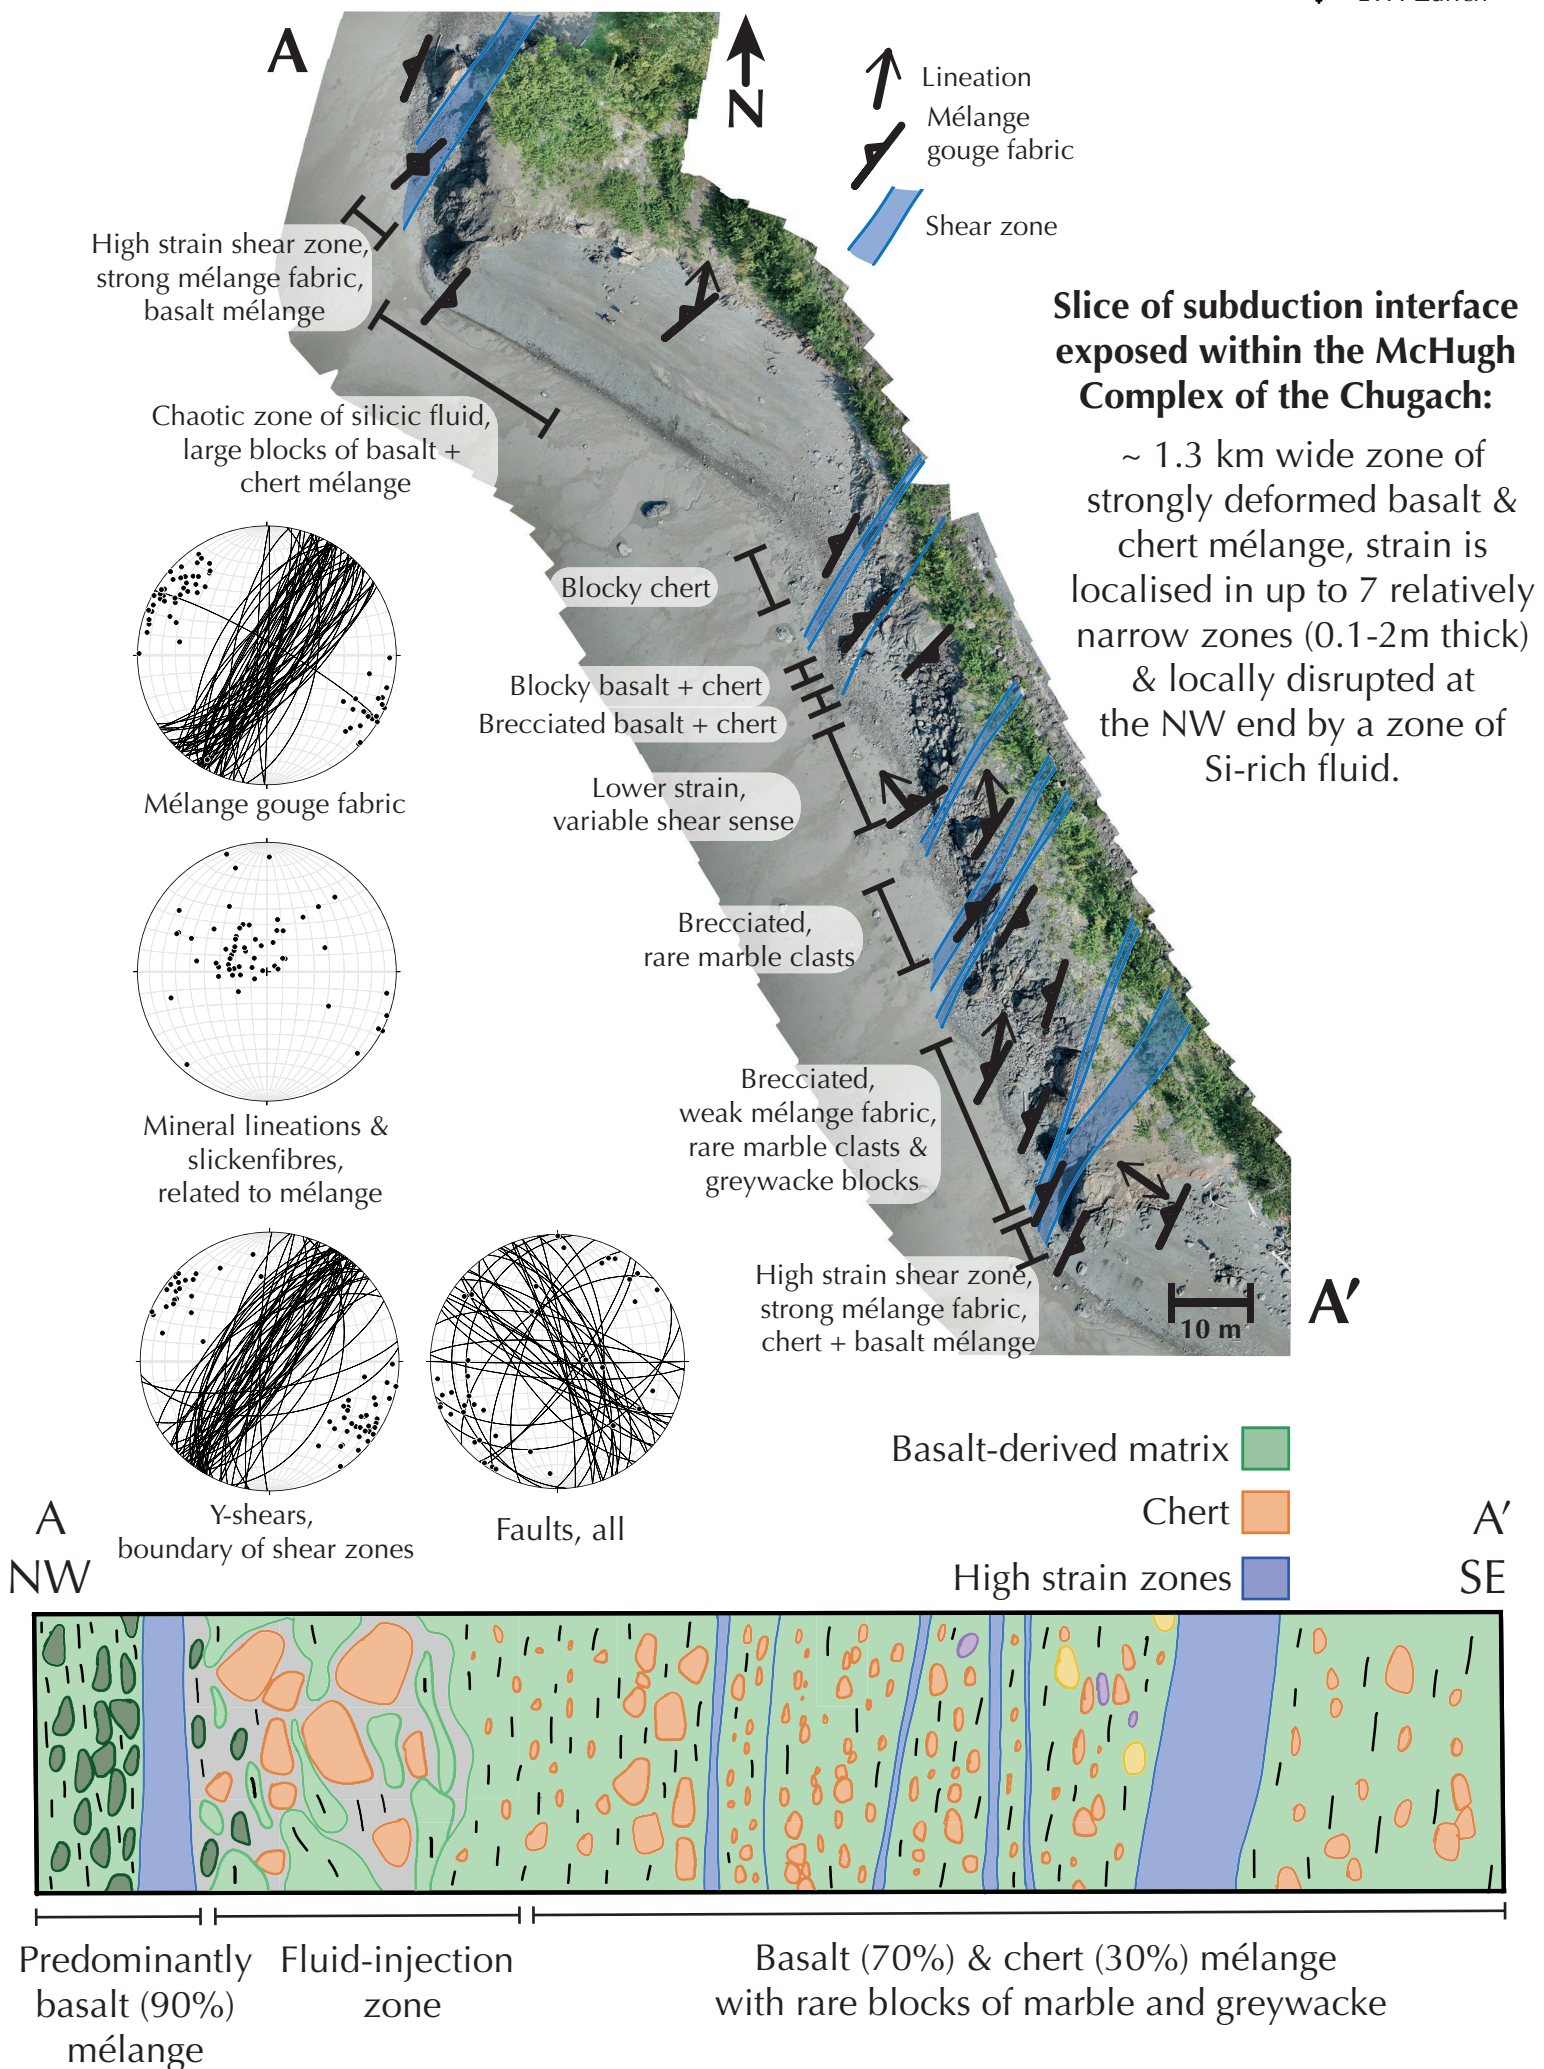 A
N
Lineation
Mélange
gouge fabric
Shear zone
High strain shear zone,
strong mélange fabric,
basalt mélange
Slice of subduction interface
exposed within the McHugh
Complex of the Chugach:
~ 1.3 km wide zone of
strongly deformed basalt &
chert mélange, strain is
localised in up to 7 relatively
narrow zones (0.1-2m thick)
& locally disrupted at
the NW end by a zone of
Si-rich fluid.
Chaotic zone of silicic fluid,
large blocks of basalt +
chert mélange
Blocky chert
Blocky basalt + chert
Brecciated basalt + chert
Mélange gouge fabric
Lower strain,
variable shear sense
Brecciated,
rare marble clasts
Brecciated,
weak mélange fabric,
rare marble clasts &
greywacke blocks
Mineral lineations &
slickenfibres,
related to mélange
High strain shear zone,
strong mélange fabric,
chert + basalt mélange
A′
10 m
Y-shears,
boundary of shear zones
Faults, all
Basalt-derived matrix
Chert
High strain zones
A
NW
A′
SE
Predominantly
basalt (90%)
mélange
Fluid-injection
zone
Basalt (70%) & chert (30%) mélange
with rare blocks of marble and greywacke